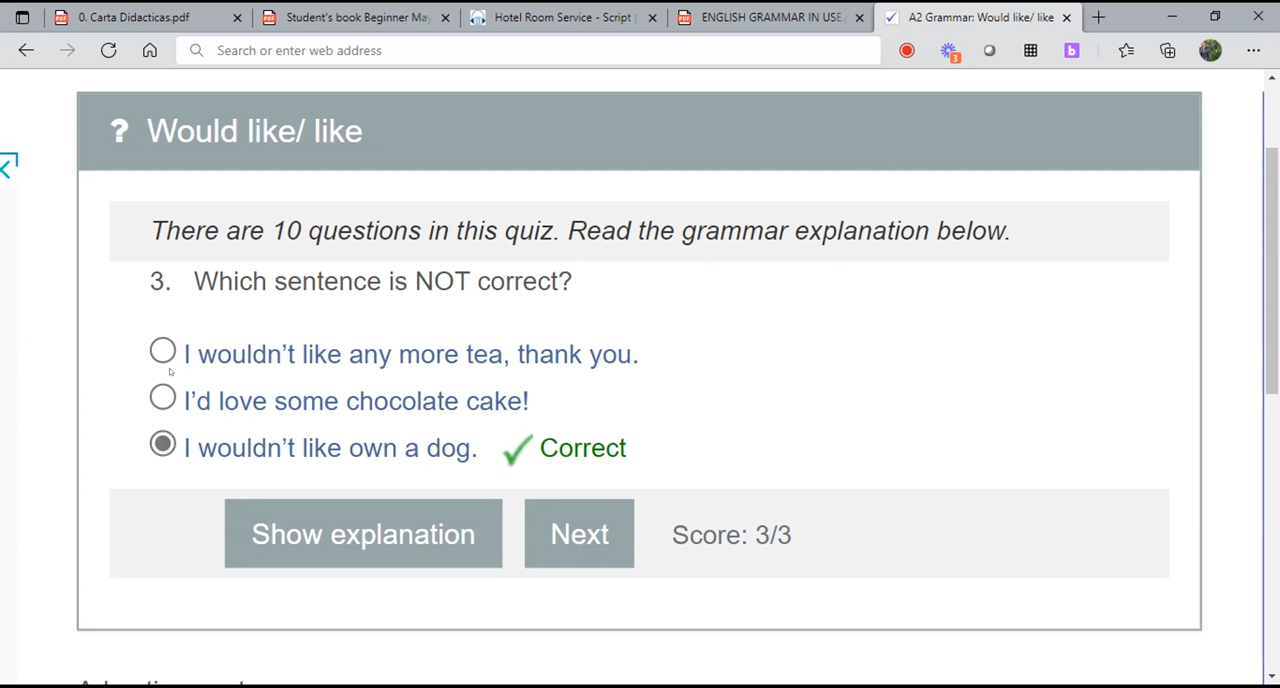 0. Carta Didacticas.pdf
Student's book Beginner Ma
Hotel Room Service - Script
ENGLISH GRAMMAR IN USE.
A2 Grammar: Would like/ like
Search or enter web address
3
b
? Would like/ like
There are 10 questions in this quiz. Read the grammar explanation below.
3. Which sentence is NOT correct?
I wouldn't like any more tea, thank you.
I'd love some chocolate cake!
I wouldn't like own a dog. Correct
Show explanation Next Score: 3/3